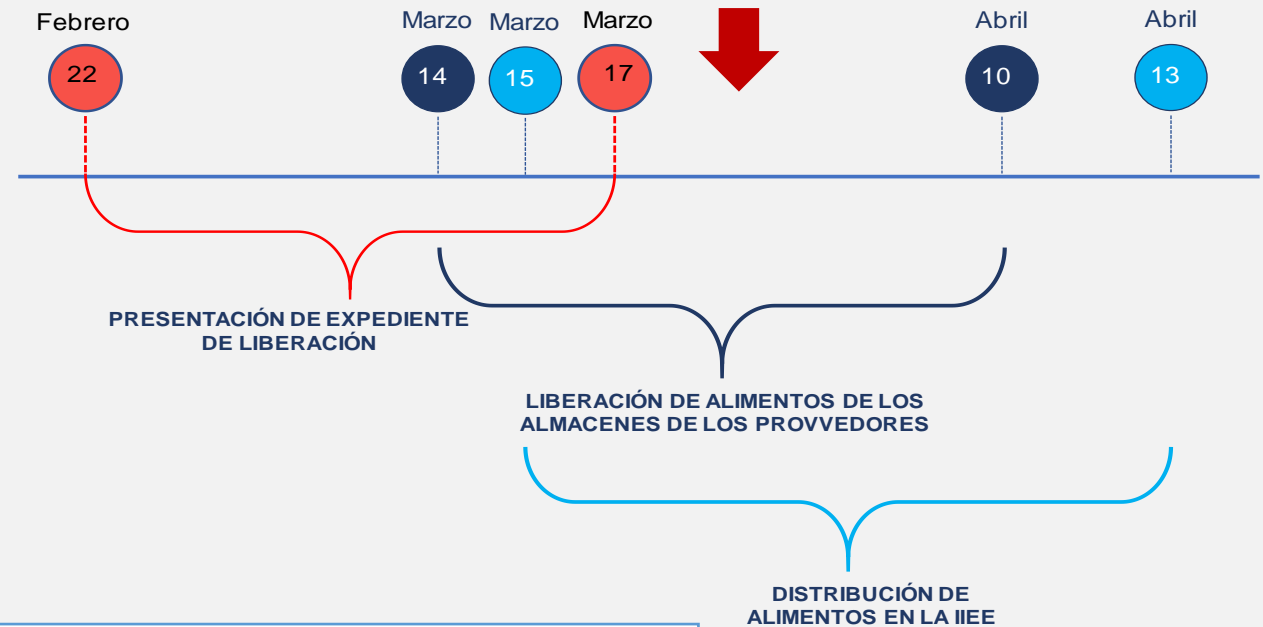 Febrero
Marzo
Marzo
Marzo
Abril
Abril
22
14
15
17
10
13
PRESENTACIÓN DE EXPEDIENTE
DE LIBERACIÓN
LIBERACIÓN DE ALIMENTOS DE LOS
ALMACENES DE LOS PROVVEDORES
DISTRIBUCIÓN DE
ALIMENTOS EN LA IIEE